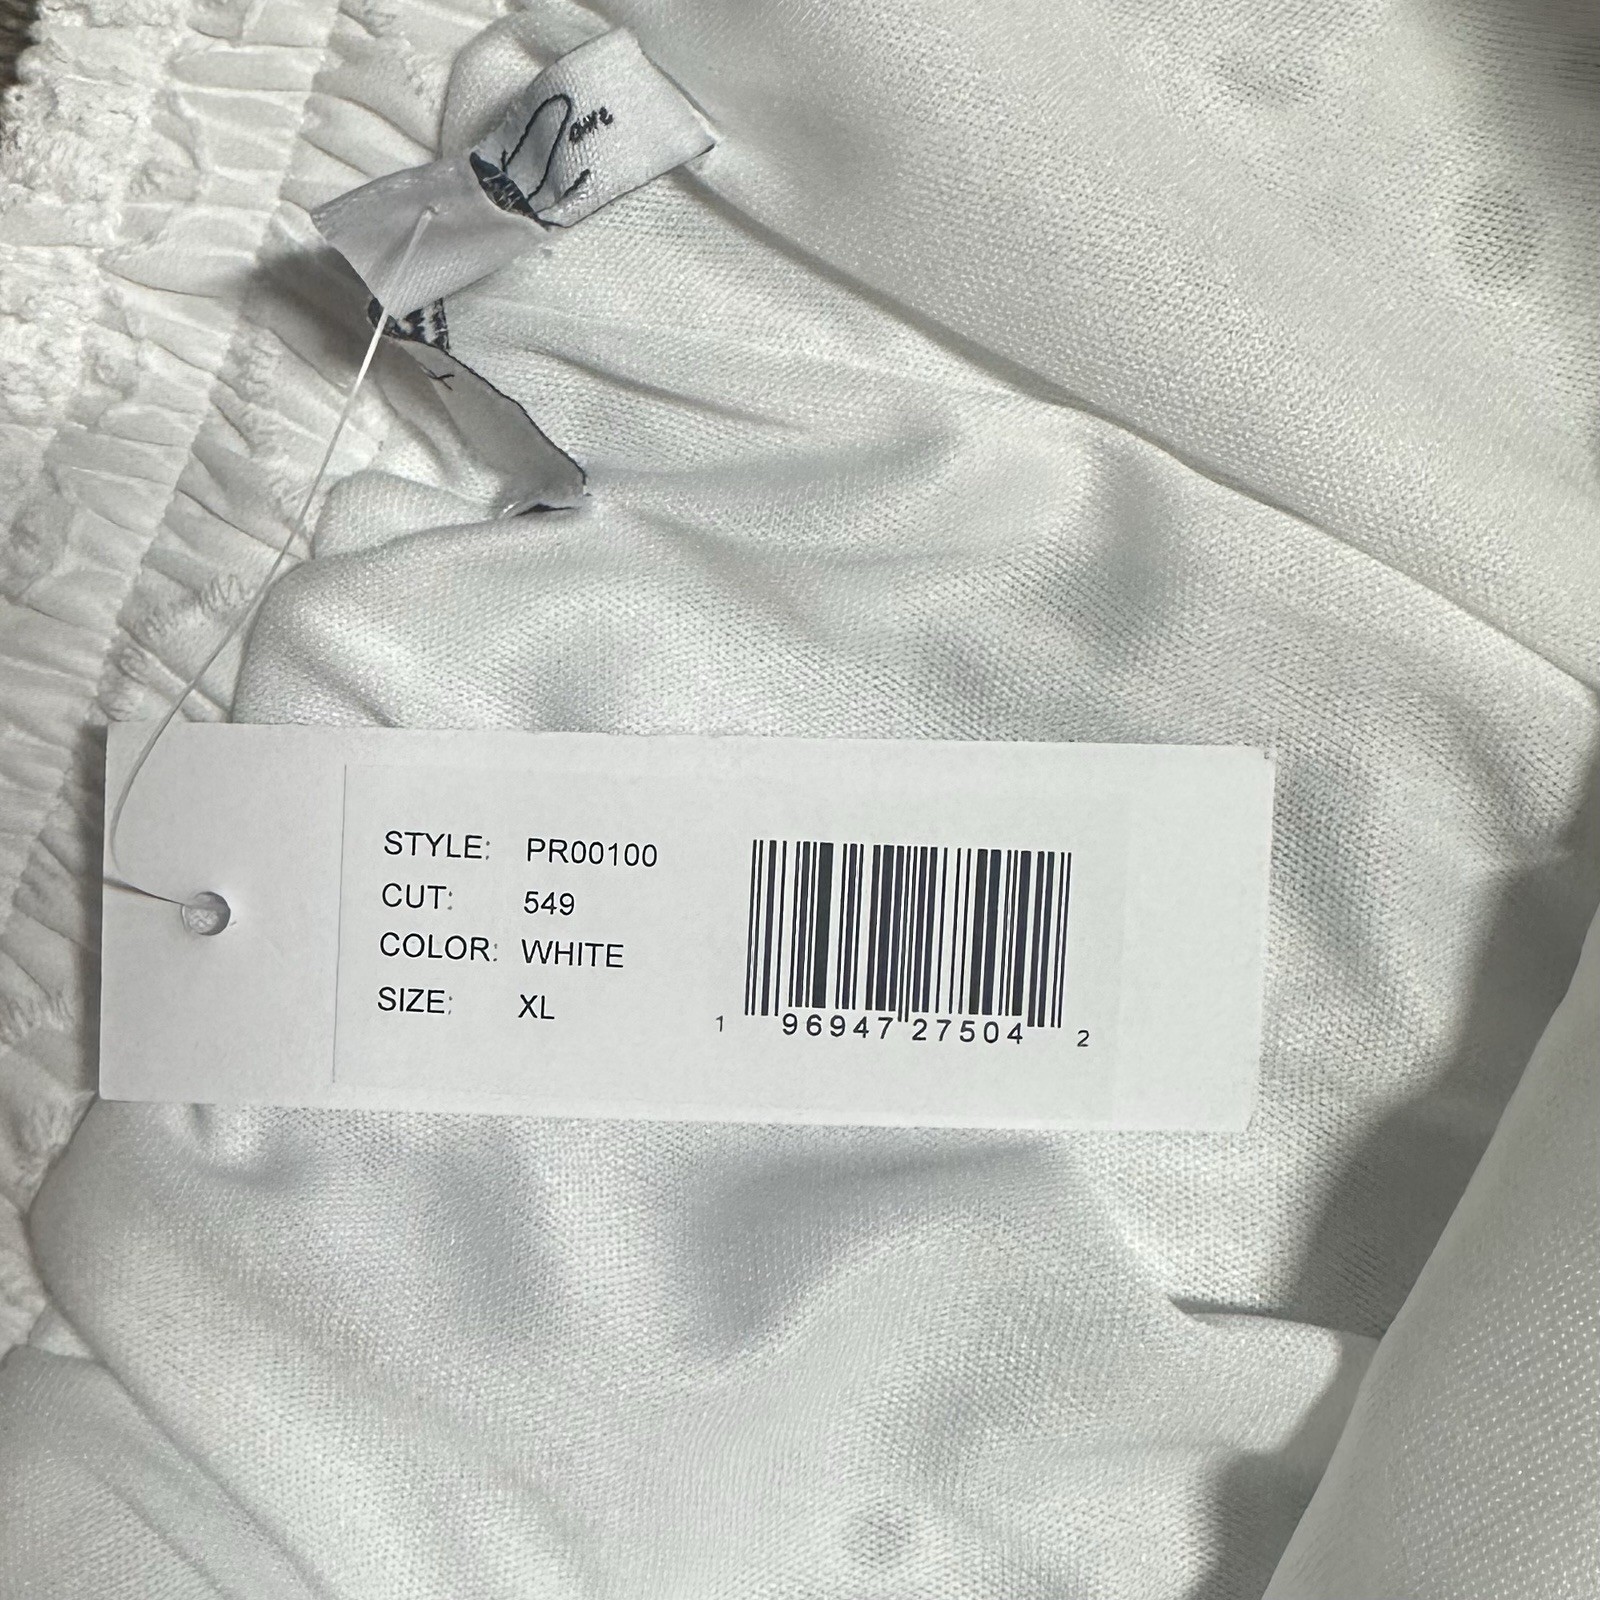 STYLE: PR00100
CUT: 549
COLOR: WHITE
SIZE: XL
1 96947 27504 2